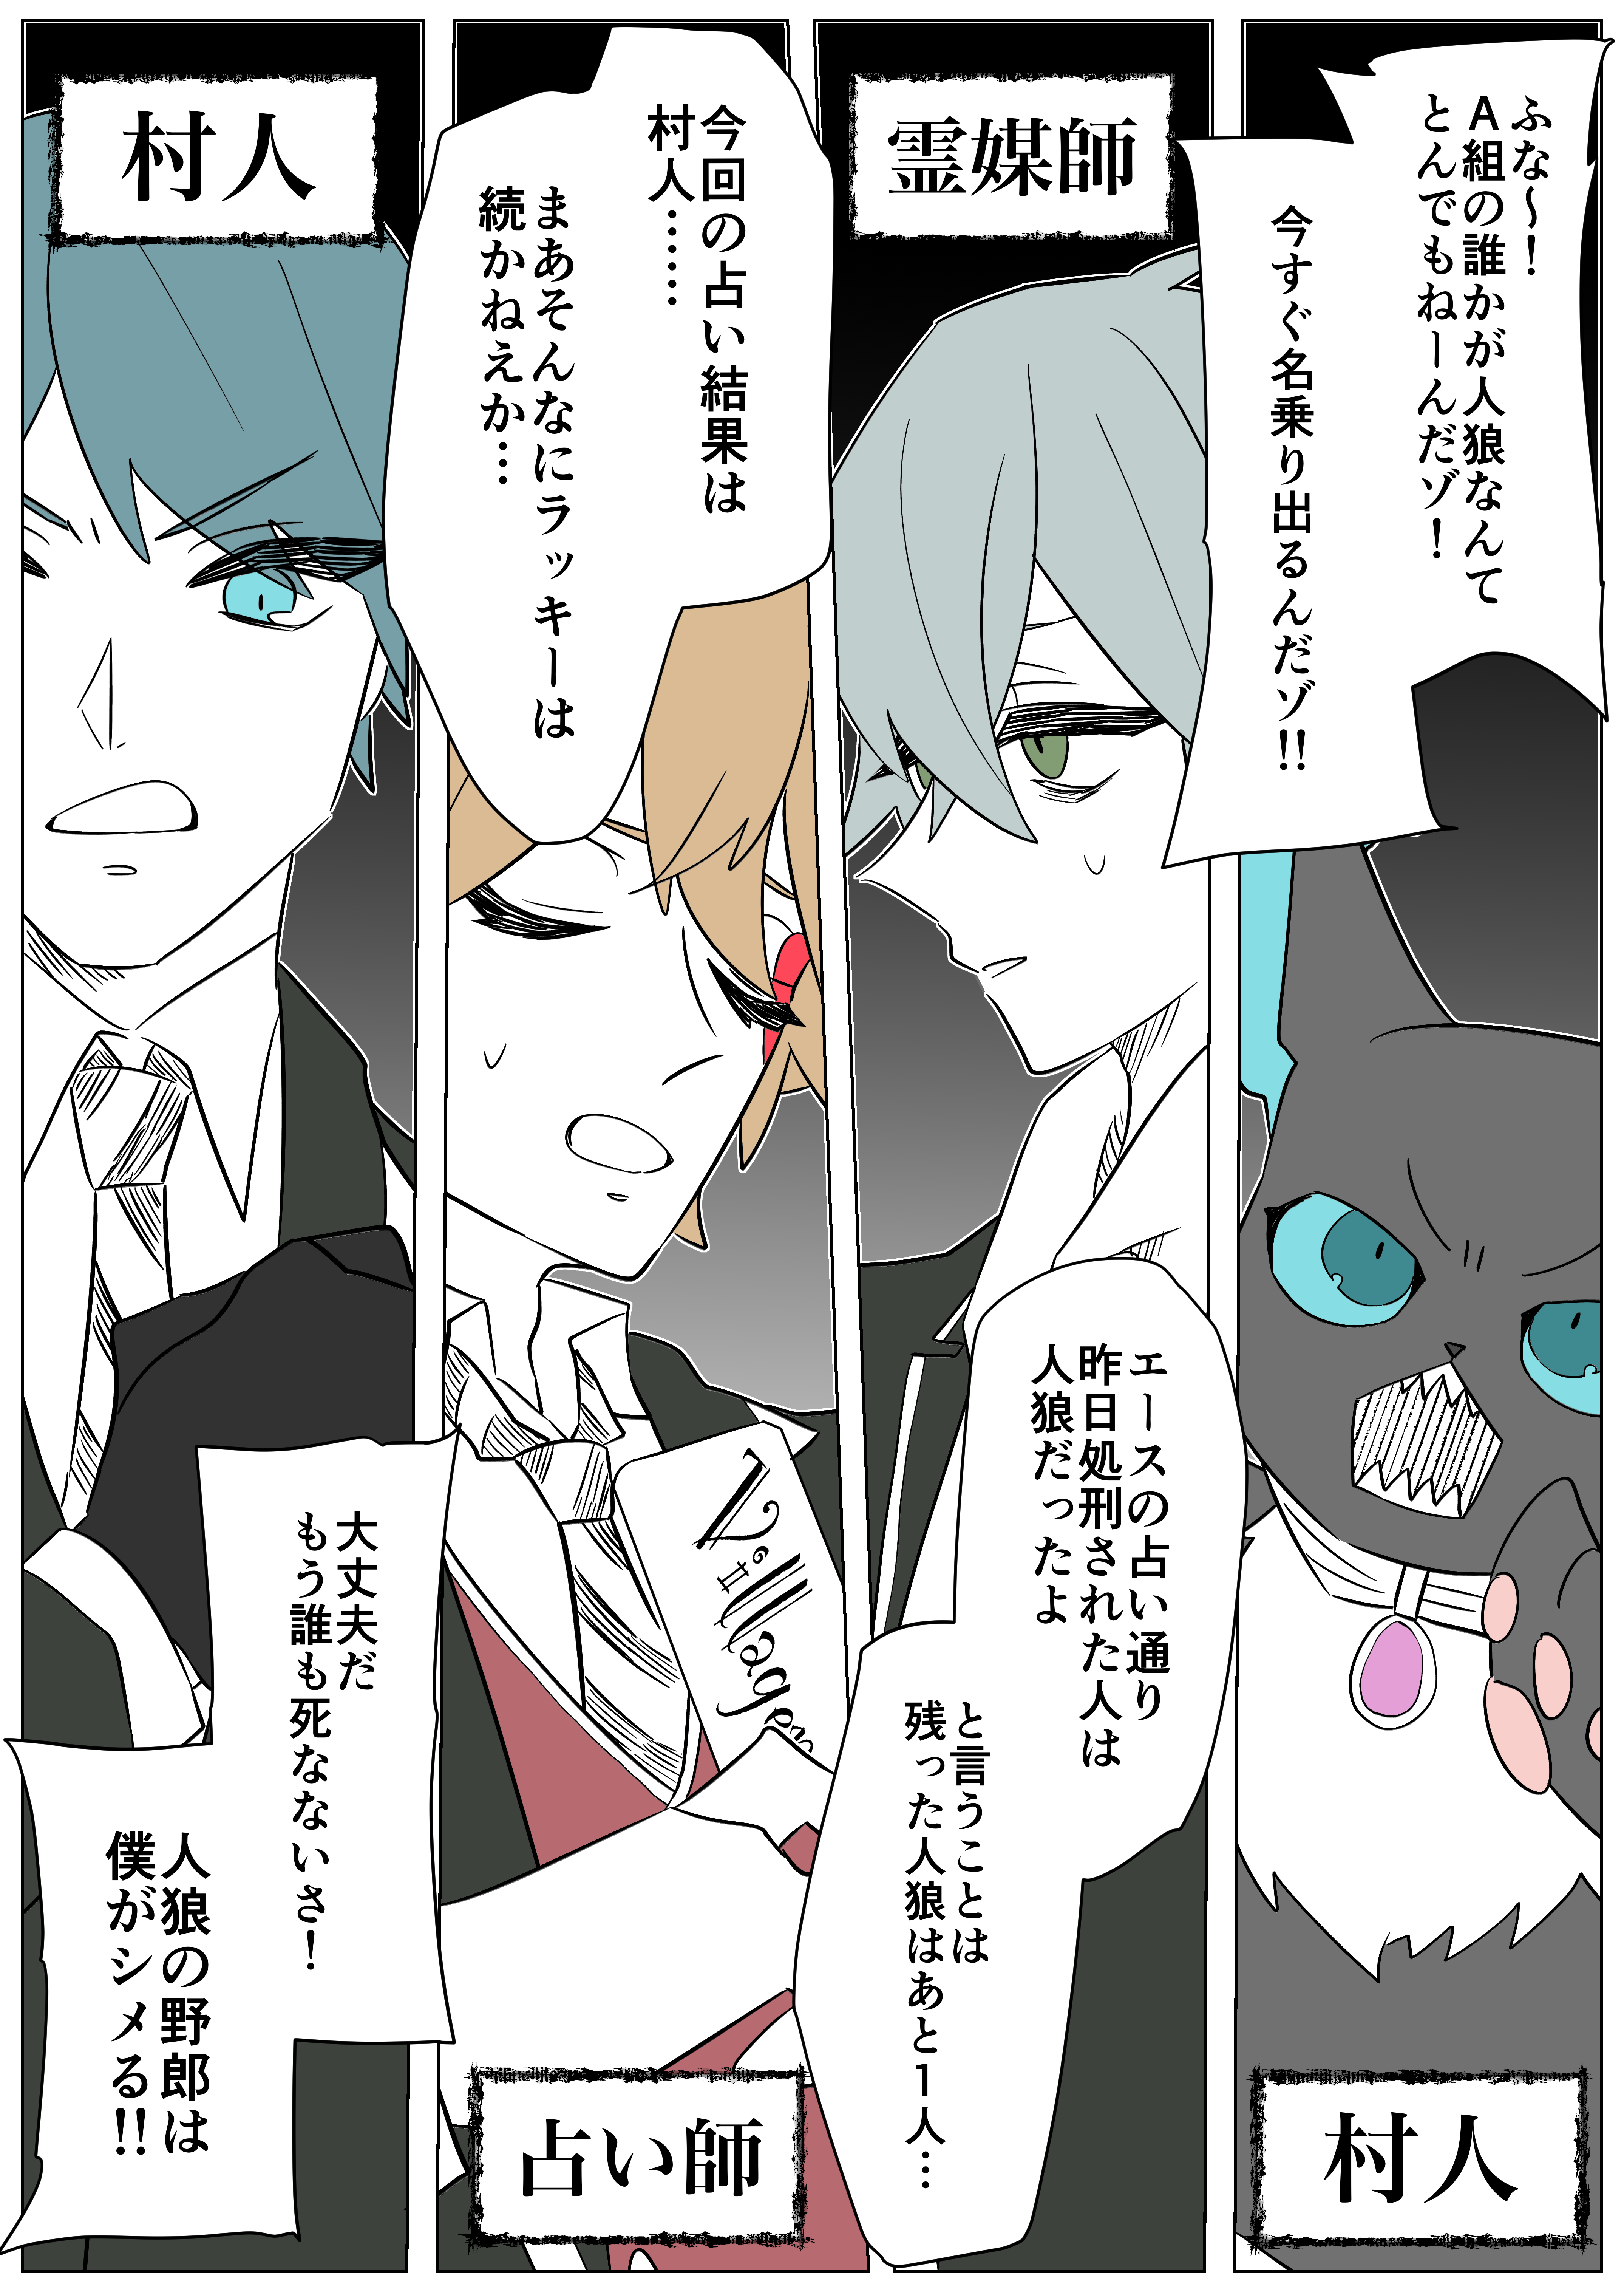 ふな〜！
A組の誰かが人狼なんて
とんでもねーんだゾ！
今すぐ名乗り出るんだゾ!!
村人
霊媒師
エースの占い通り
昨日処刑された人は
人狼だったよ
と言うことは
残った人狼はあと1人…
今回の占い結果は
村人……
まあそんなにラッキーは
続かねえか…
Villager
占い師
村人
大丈夫だ
もう誰も死なないさ！
人狼の野郎は
僕がシメる!!